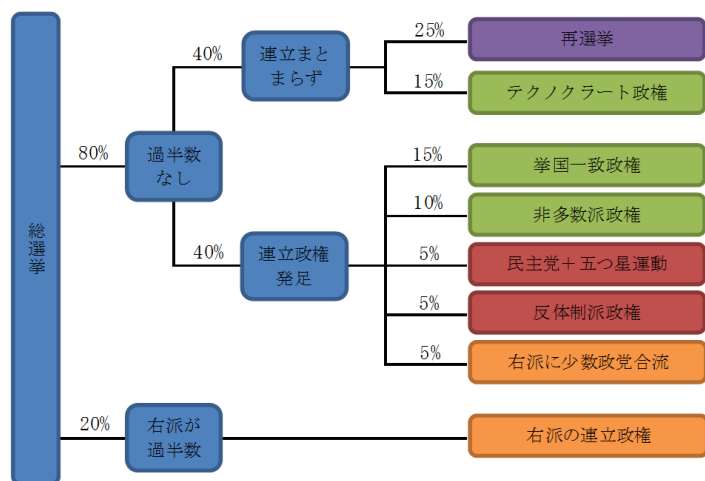 総選挙
80%
過半数
なし
40%
連立まと
まらず
25%
再選挙
15%
テクノクラート政権
40%
連立政権
発足
15%
挙国一致政権
10%
非多数派政権
5%
民主党＋五つ星運動
5%
反体制派政権
5%
右派に少数政党合流
20%
右派が
過半数
右派の連立政権